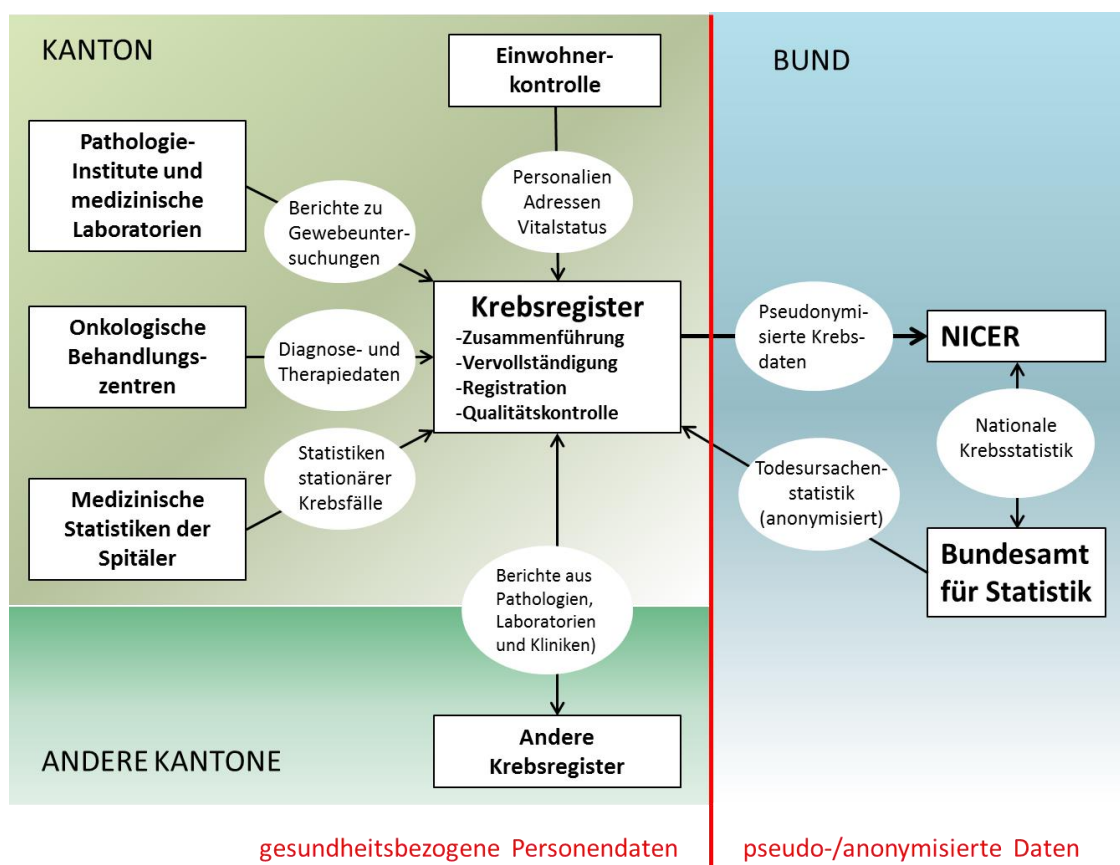 KANTON
Einwohner-
kontrolle
BUND
Pathologie-
Institute und
medizinische
Laboratorien
Berichte zu
Gewebeunter-
suchungen
Personalien
Adressen
Vitalstatus
Onkologische
Behandlungs-
zentren
Diagnose- und
Therapiedaten
Krebsregister
-Zusammenführung
-Vervollständigung
-Registration
-Qualitätskontrolle
Pseudonymi-
sierte Krebs-
daten
NICER
Medizinische
Statistiken der
Spitäler
Statistiken
stationärer
Krebsfälle
Nationale
Krebsstatistik
Todesursachen-
statistik
(anonymisiert)
Bundesamt
für Statistik
Berichte aus
Pathologien,
Laboratorien
und Kliniken)
ANDERE KANTONE
Andere
Krebsregister
gesundheitsbezogene Personendaten
pseudo-/anonymisierte Daten